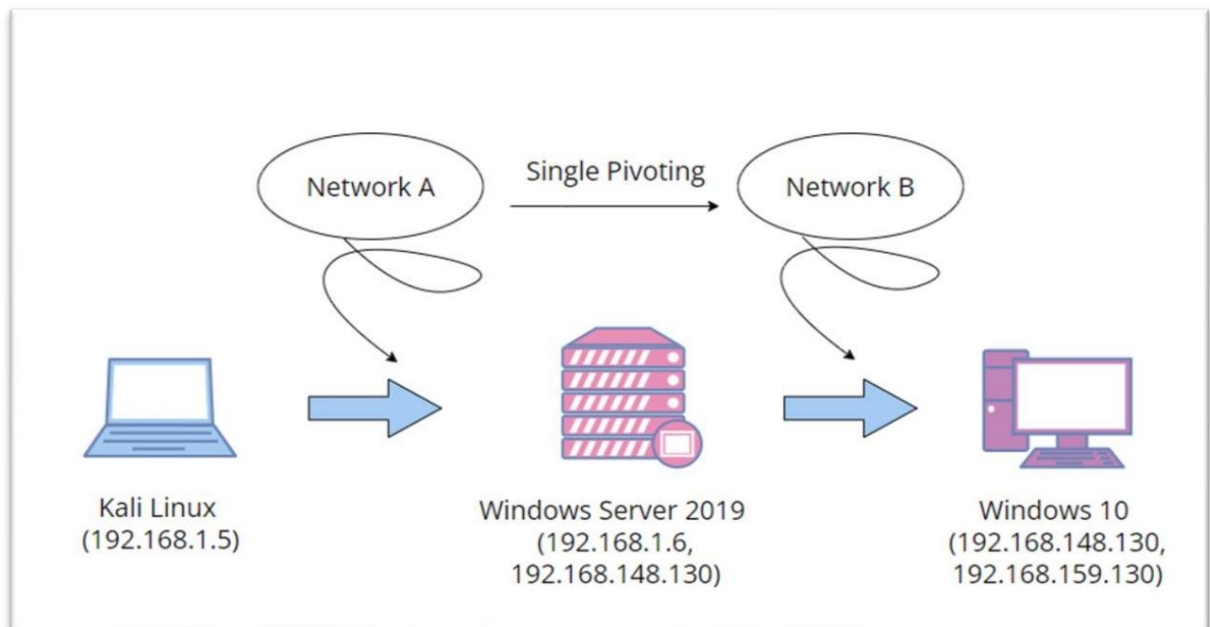 Network A
Single Pivoting
Network B
Kali Linux
(192.168.1.5)
Windows Server 2019
(192.168.1.6,
192.168.148.130)
Windows 10
(192.168.148.130,
192.168.159.130)